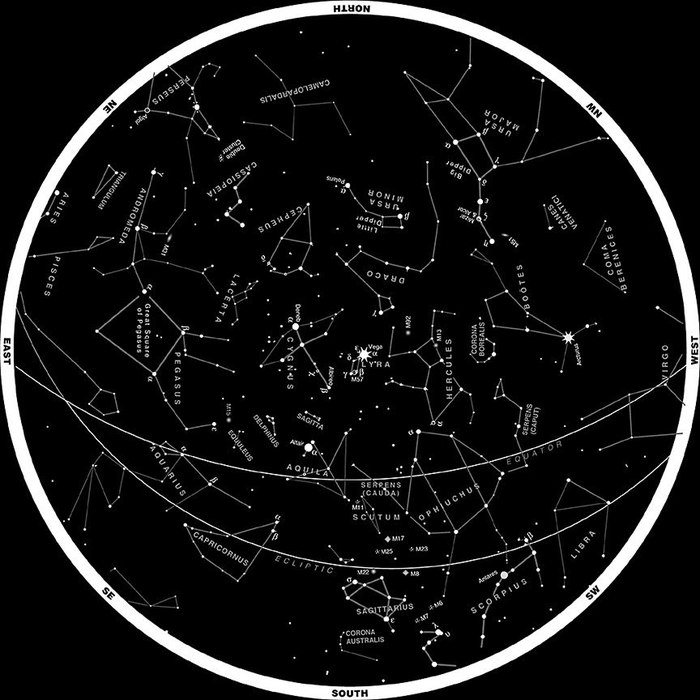 NORTH
NE
NW
PERSEUS
Algol
Double
Cluster
CAMELOPARDALIS
URSA
MAJOR
α
β
γ
δ
Big
Dipper
ζ
Mizar
& Alcor
η
M51
CANES
VENATICI
COMA
BERENICES
TRIANGULUM
ARIES
γ
ANDROMEDA
β
M31
α
CASSIOPEIA
CEPHEUS
δ
Polaris
URSA
MINOR
β
Little
Dipper
DRACO
γ
BOÖTES
Arcturus
PISCES
LACERTA
Great Square
of Pegasus
β
α
PEGASUS
ε
Deneb
α
CYGNUS
χ
Albireo
β
Vega
α
ε
δ
LYRA
γ
β
M57
M92
M13
HERCULES
α
α
CORONA
BOREALIS
SERPENS
(CAPUT)
VIRGO
EAST
WEST
M15
EQUULEUS
DELPHINUS
SAGITTA
Altair
α
AQUILA
AQUARIUS
α
β
EQUATOR
SERPENS
(CAUDA)
M11
SCUTUM
OPHIUCHUS
M17
M25
M23
CAPRICORNUS
α
β
ECLIPTIC
M22
M8
α
SAGITTARIUS
ε
M6
M7
λ
υ
CORONA
AUSTRALIS
Antares
SCORPIUS
β
LIBRA
SE
SW
SOUTH